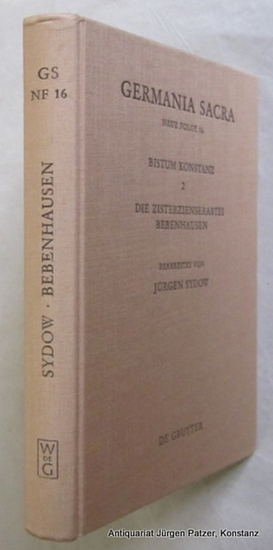 GS
NF 16
SYDOW · BEBENHAUSEN
W
DE
G
GERMANIA SACRA
NEUE FOLGE 16
BISTUM KONSTANZ
2
DIE ZISTERZIENSERABTEI
BEBENHAUSEN
BEARBEITET VON
JÜRGEN SYDOW
DE GRUYTER
Antiquariat Jürgen Patzer, Konstanz